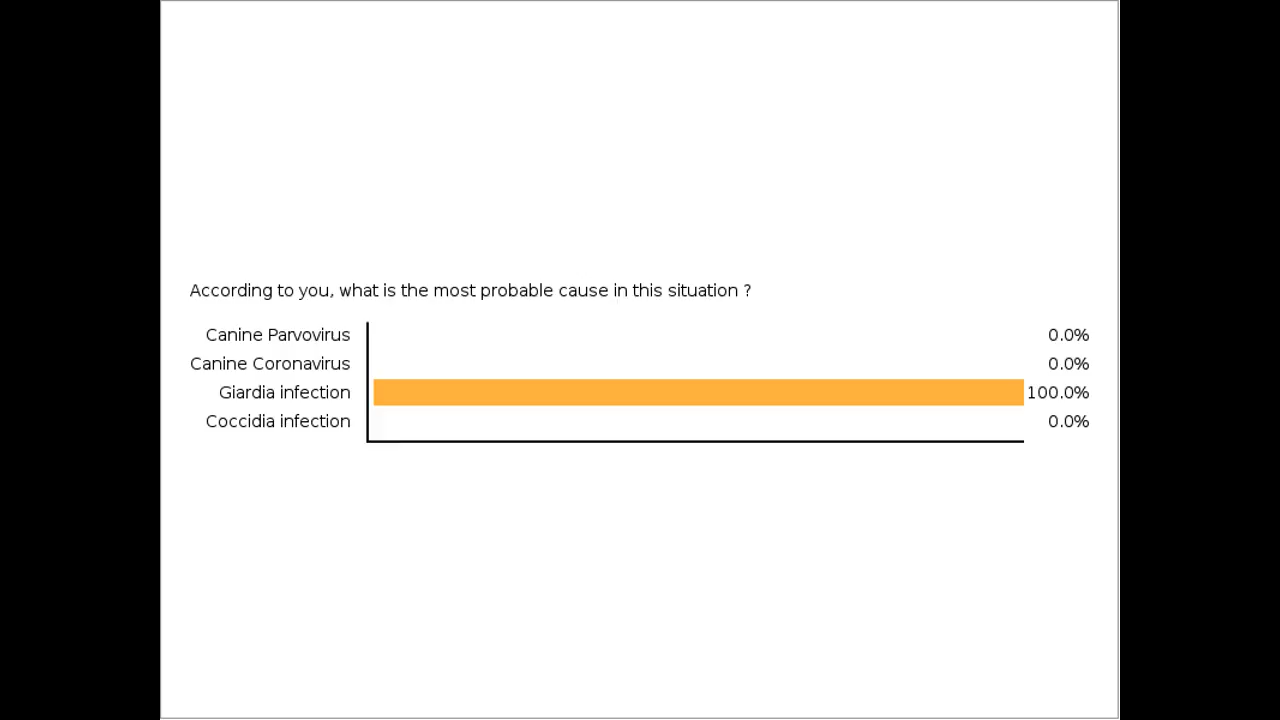 According to you, what is the most probable cause in this situation ?
Canine Parvovirus 0.0%
Canine Coronavirus 0.0%
Giardia infection 100.0%
Coccidia infection 0.0%